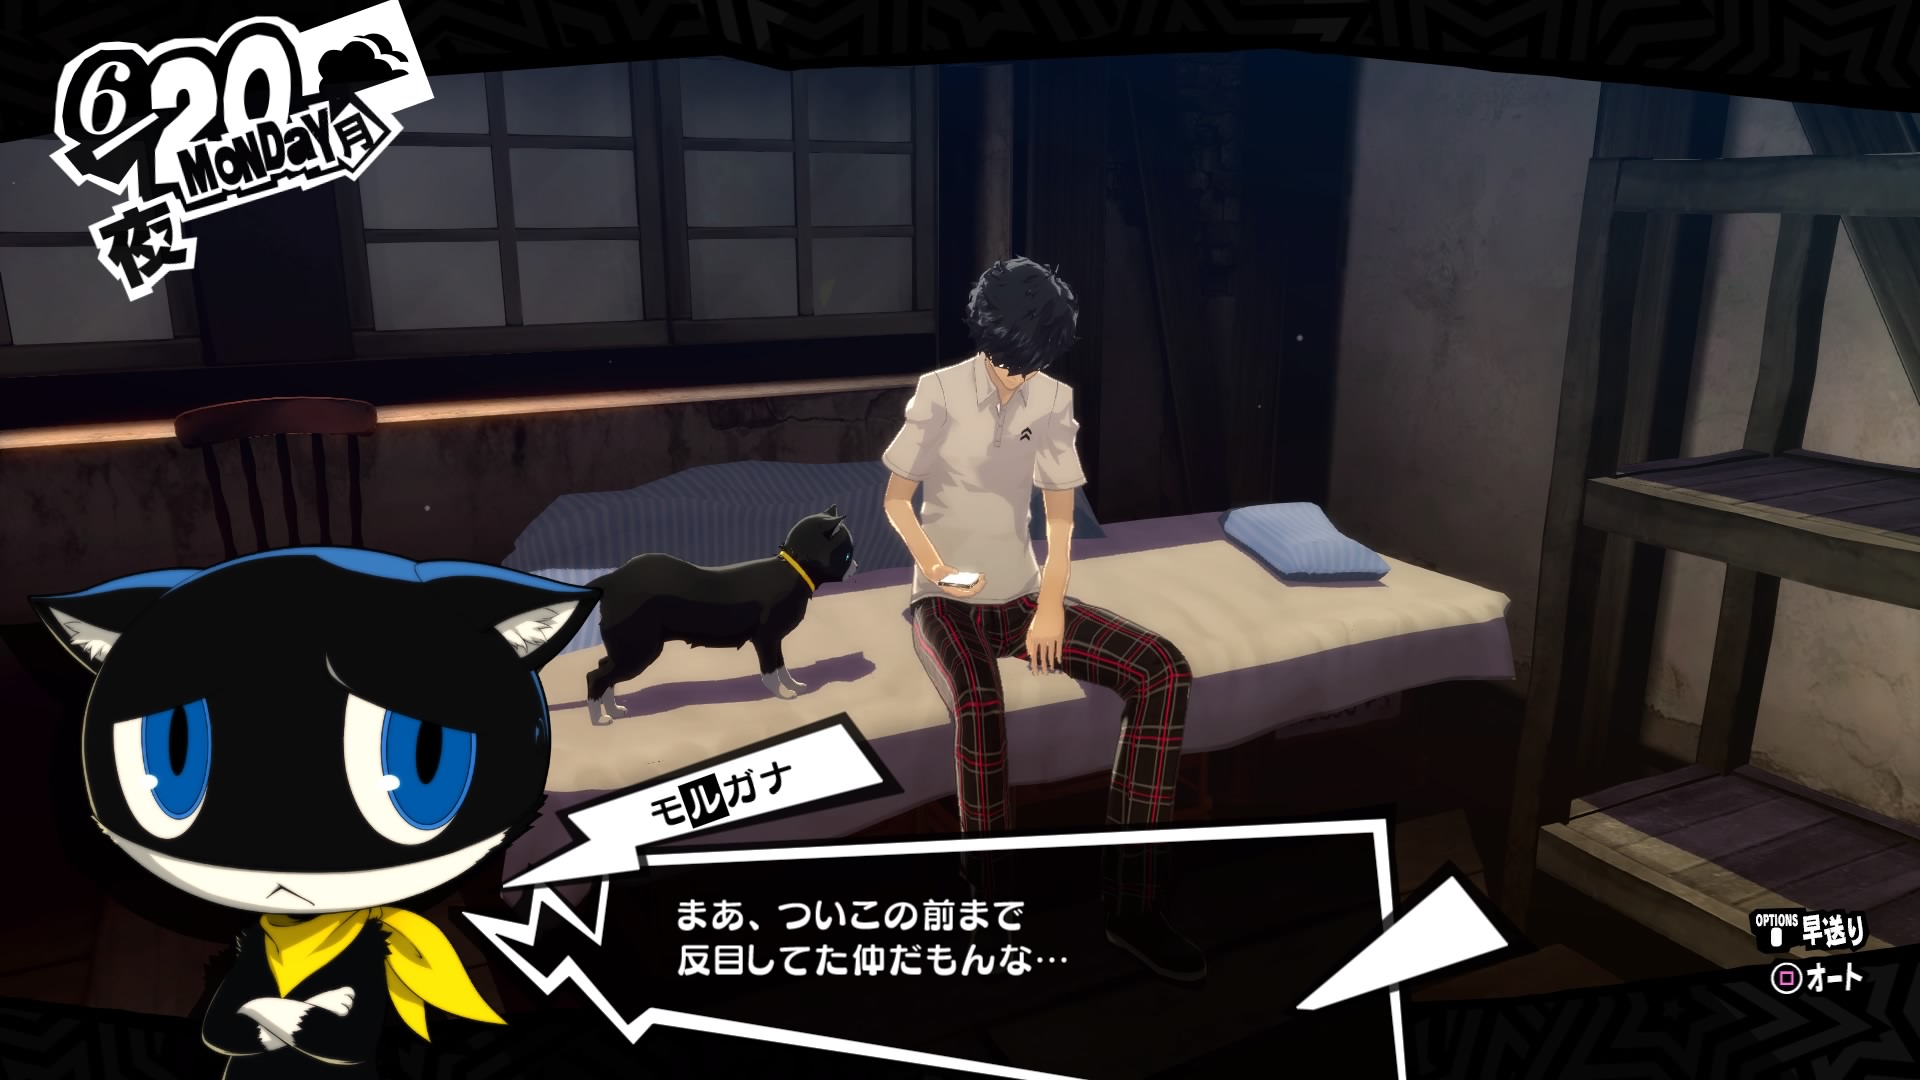 6/20
MONDAY 月
夜
モルガナ
まあ、ついこの前まで
反目してた仲だもんな…
OPTIONS 早送り
オート